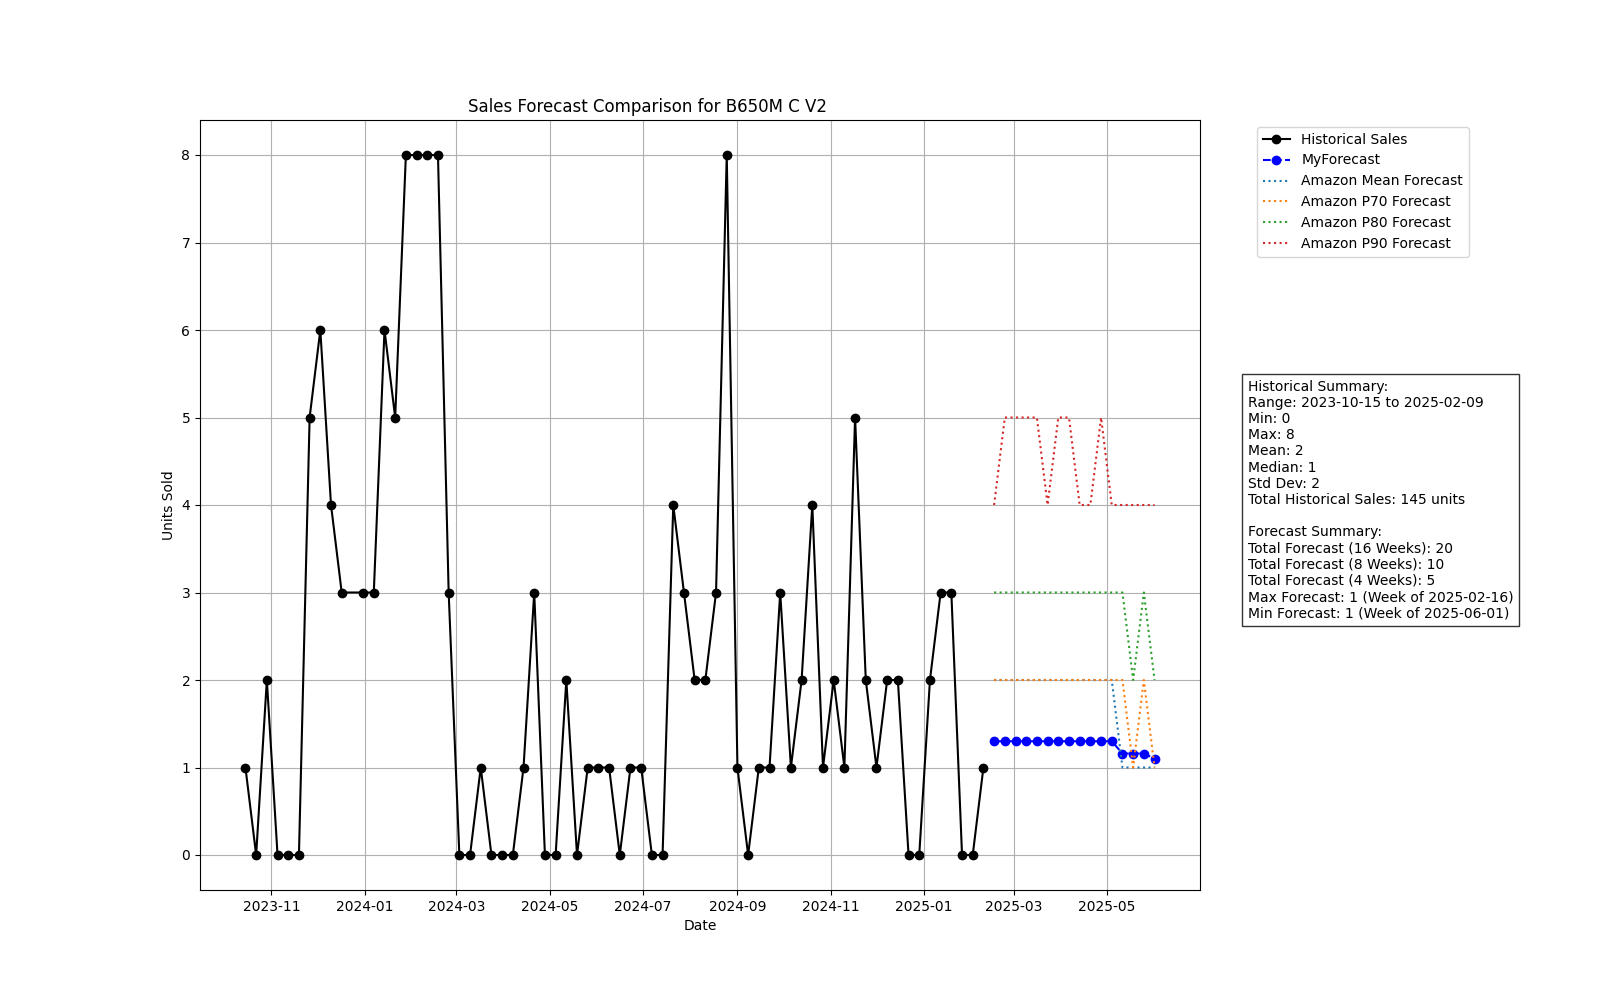 Sales Forecast Comparison for B650M C V2
Historical Sales
MyForecast
Amazon Mean Forecast
Amazon P70 Forecast
Amazon P80 Forecast
Amazon P90 Forecast
8
7
6
5
4
3
2
1
0
Units Sold
2023-11
2024-01
2024-03
2024-05
2024-07
2024-09
2024-11
2025-01
2025-03
2025-05
Date
Historical Summary:
Range: 2023-10-15 to 2025-02-09
Min: 0
Max: 8
Mean: 2
Median: 1
Std Dev: 2
Total Historical Sales: 145 units
Forecast Summary:
Total Forecast (16 Weeks): 20
Total Forecast (8 Weeks): 10
Total Forecast (4 Weeks): 5
Max Forecast: 1 (Week of 2025-02-16)
Min Forecast: 1 (Week of 2025-06-01)